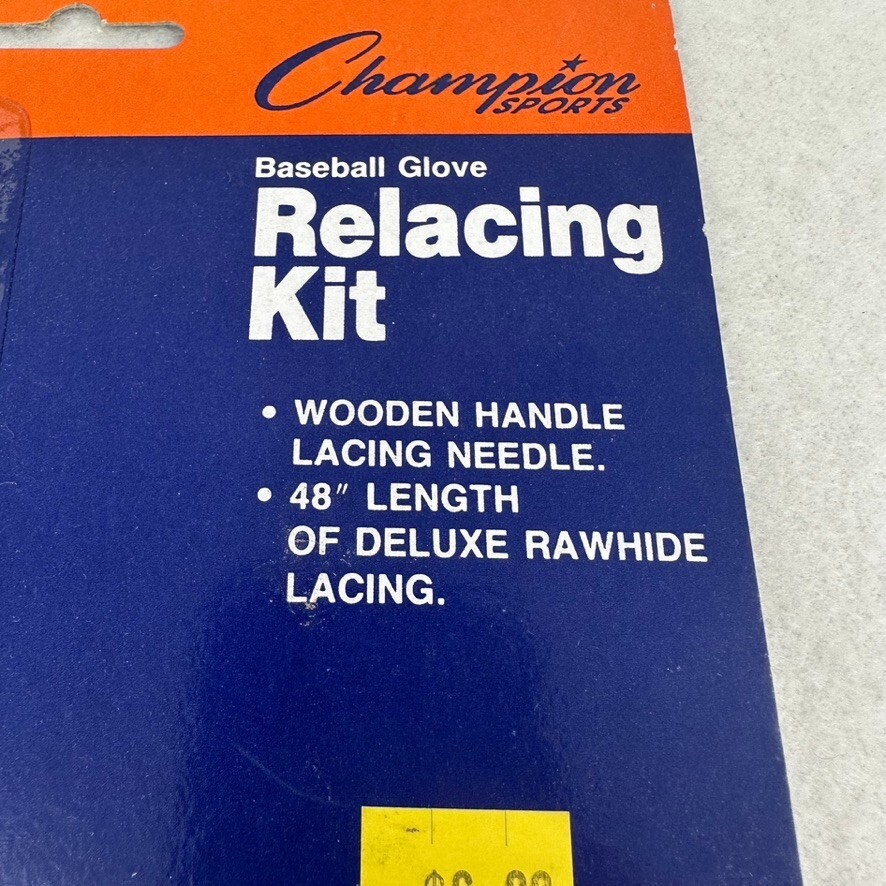 Champion
SPORTS
Baseball Glove
Relacing
Kit
• WOODEN HANDLE
LACING NEEDLE.
• 48" LENGTH
OF DELUXE RAWHIDE
LACING.